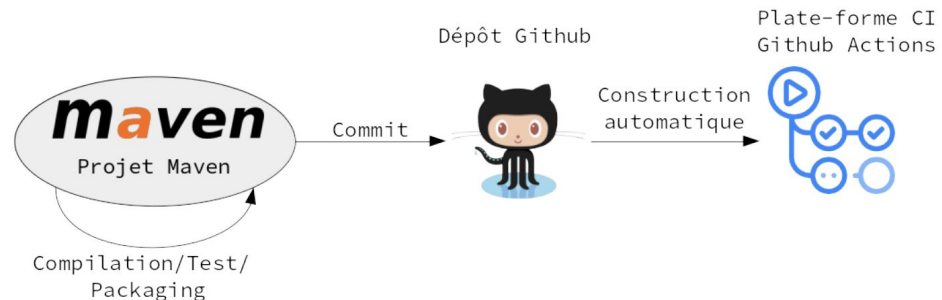 maven
Projet Maven
Compilation/Test/
Packaging
Commit
Dépôt Github
Construction
automatique
Plate-forme CI
Github Actions